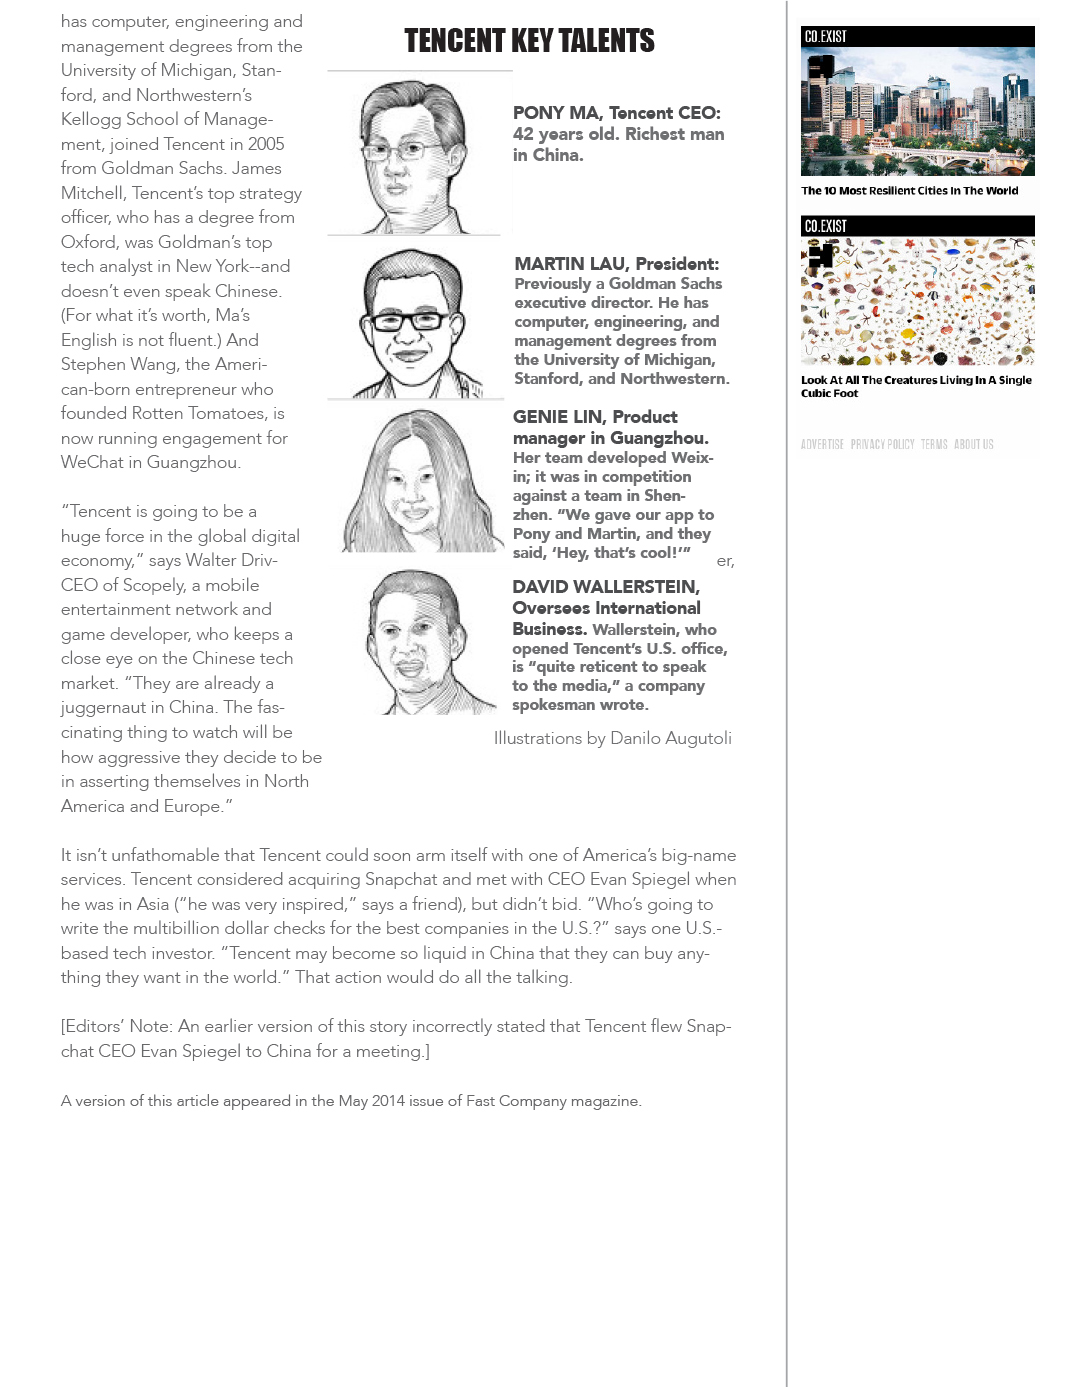 has computer, engineering and
management degrees from the
University of Michigan, Stan-
ford, and Northwestern’s
Kellogg School of Manage-
ment, joined Tencent in 2005
from Goldman Sachs. James
Mitchell, Tencent’s top strategy
officer, who has a degree from
Oxford, was Goldman’s top
tech analyst in New York--and
doesn’t even speak Chinese.
(For what it’s worth, Ma’s
English is not fluent.) And
Stephen Wang, the Ameri-
can-born entrepreneur who
founded Rotten Tomatoes, is
now running engagement for
WeChat in Guangzhou.
“Tencent is going to be a
huge force in the global digital
economy,” says Walter Driv-
er,
CEO of Scopely, a mobile
entertainment network and
game developer, who keeps a
close eye on the Chinese tech
market. “They are already a
juggernaut in China. The fas-
cinating thing to watch will be
how aggressive they decide to be
in asserting themselves in North
America and Europe.”
TENCENT KEY TALENTS
PONY MA, Tencent CEO:
42 years old. Richest man
in China.
MARTIN LAU, President:
Previously a Goldman Sachs
executive director. He has
computer, engineering, and
management degrees from
the University of Michigan,
Stanford, and Northwestern.
GENIE LIN, Product
manager in Guangzhou.
Her team developed Weix-
in; it was in competition
against a team in Shen-
zhen. “We gave our app to
Pony and Martin, and they
said, ‘Hey, that’s cool!’”
DAVID WALLERSTEIN,
Oversees International
Business. Wallerstein, who
opened Tencent’s U.S. office,
is “quite reticent to speak
to the media,” a company
spokesman wrote.
Illustrations by Danilo Augutoli
It isn’t unfathomable that Tencent could soon arm itself with one of America’s big-name
services. Tencent considered acquiring Snapchat and met with CEO Evan Spiegel when
he was in Asia (“he was very inspired,” says a friend), but didn’t bid. “Who’s going to
write the multibillion dollar checks for the best companies in the U.S.?” says one U.S.-
based tech investor. “Tencent may become so liquid in China that they can buy any-
thing they want in the world.” That action would do all the talking.
[Editors’ Note: An earlier version of this story incorrectly stated that Tencent flew Snap-
chat CEO Evan Spiegel to China for a meeting.]
A version of this article appeared in the May 2014 issue of Fast Company magazine.
CO.EXIST
The 10 Most Resilient Cities In The World
CO.EXIST
Look At All The Creatures Living In A Single
Cubic Foot
ADVERTISE PRIVACY POLICY TERMS ABOUT US